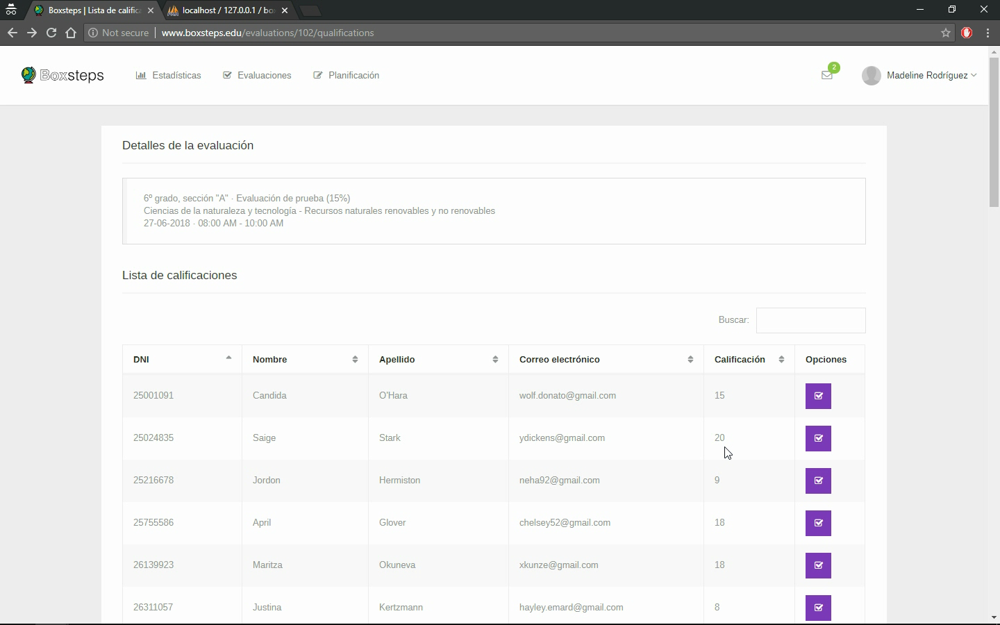 Boxsteps | Lista de califica
localhost / 127.0.0.1 / bo
Not secure | www.boxsteps.edu/evaluations/102/qualifications
Boxsteps Estadísticas Evaluaciones Planificación 2 Madeline Rodríguez
Detalles de la evaluación
6º grado, sección "A" · Evaluación de prueba (15%)
Ciencias de la naturaleza y tecnología - Recursos naturales renovables y no renovables
27-06-2018 · 08:00 AM - 10:00 AM
Lista de calificaciones
Buscar:
DNI Nombre Apellido Correo electrónico Calificación Opciones
25001091 Candida O'Hara wolf.donato@gmail.com 15
25024835 Saige Stark ydickens@gmail.com 20
25216678 Jordon Hermiston neha92@gmail.com 9
25755586 April Glover chelsey52@gmail.com 18
26139923 Maritza Okuneva xkunze@gmail.com 18
26311057 Justina Kertzmann hayley.emard@gmail.com 8